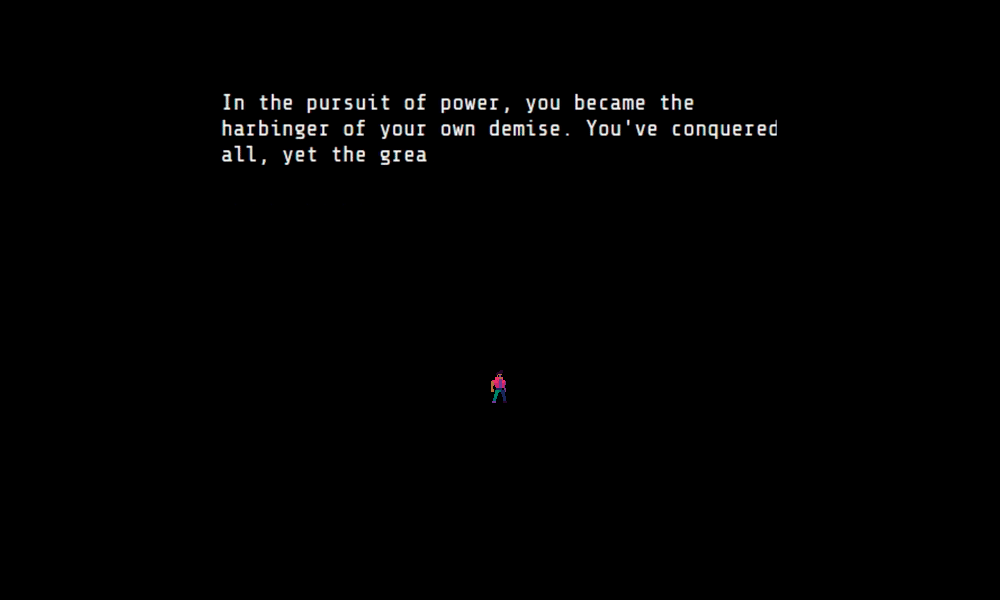 In the pursuit of power, you became the
harbinger of your own demise. You've conquered
all, yet the grea